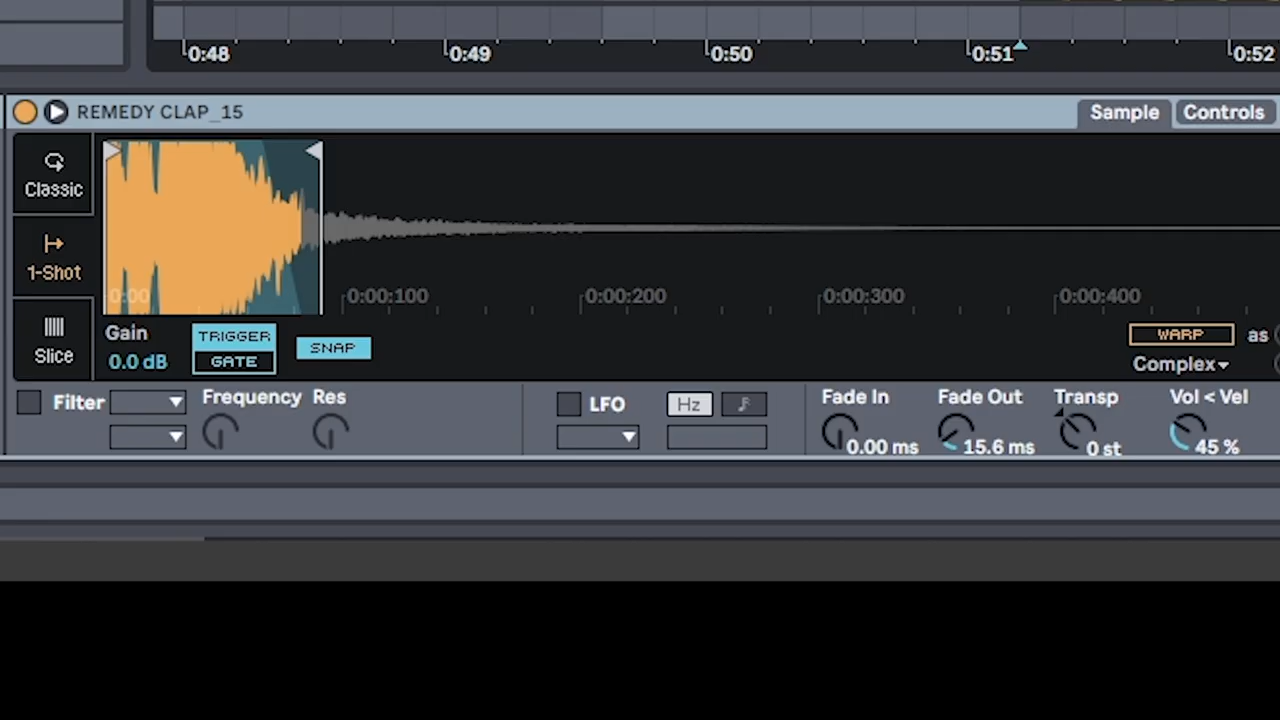 0:48 0:49 0:50 0:51 0:52
REMEDY CLAP_15 Sample Controls
Classic
1-Shot
0:00 0:00:100 0:00:200 0:00:300 0:00:400
Slice
Gain TRIGGER SNAP WARP as
0.0 dB GATE Complex
Filter Frequency Res LFO Hz Fade In Fade Out Transp Vol < Vel
0.00 ms 15.6 ms 0 st 45 %